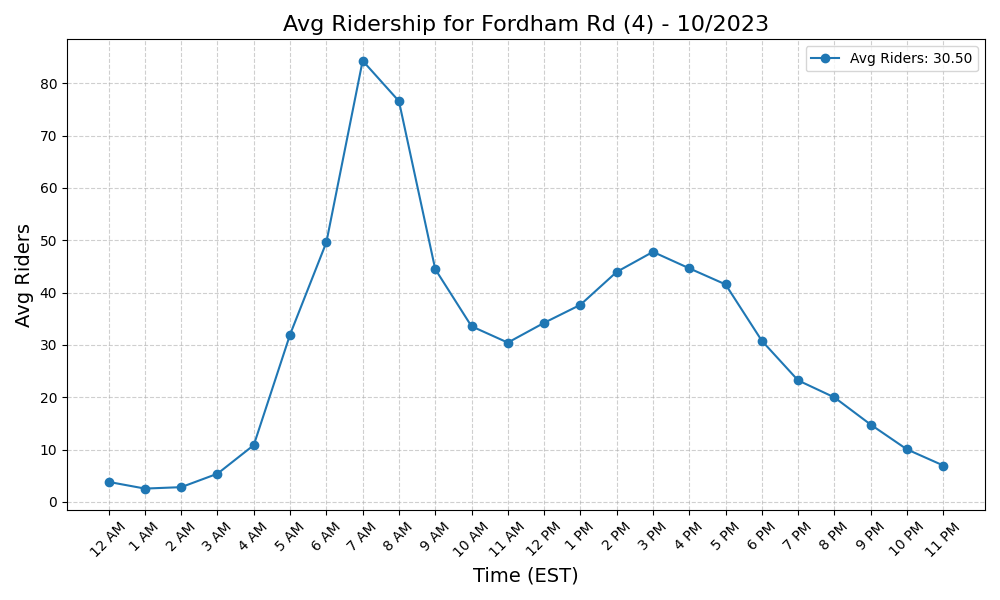 Avg Ridership for Fordham Rd (4) - 10/2023
Avg Riders: 30.50
Avg Riders
80
70
60
50
40
30
20
10
0
12 AM
1 AM
2 AM
3 AM
4 AM
5 AM
6 AM
7 AM
8 AM
9 AM
10 AM
11 AM
12 PM
1 PM
2 PM
3 PM
4 PM
5 PM
6 PM
7 PM
8 PM
9 PM
10 PM
11 PM
Time (EST)